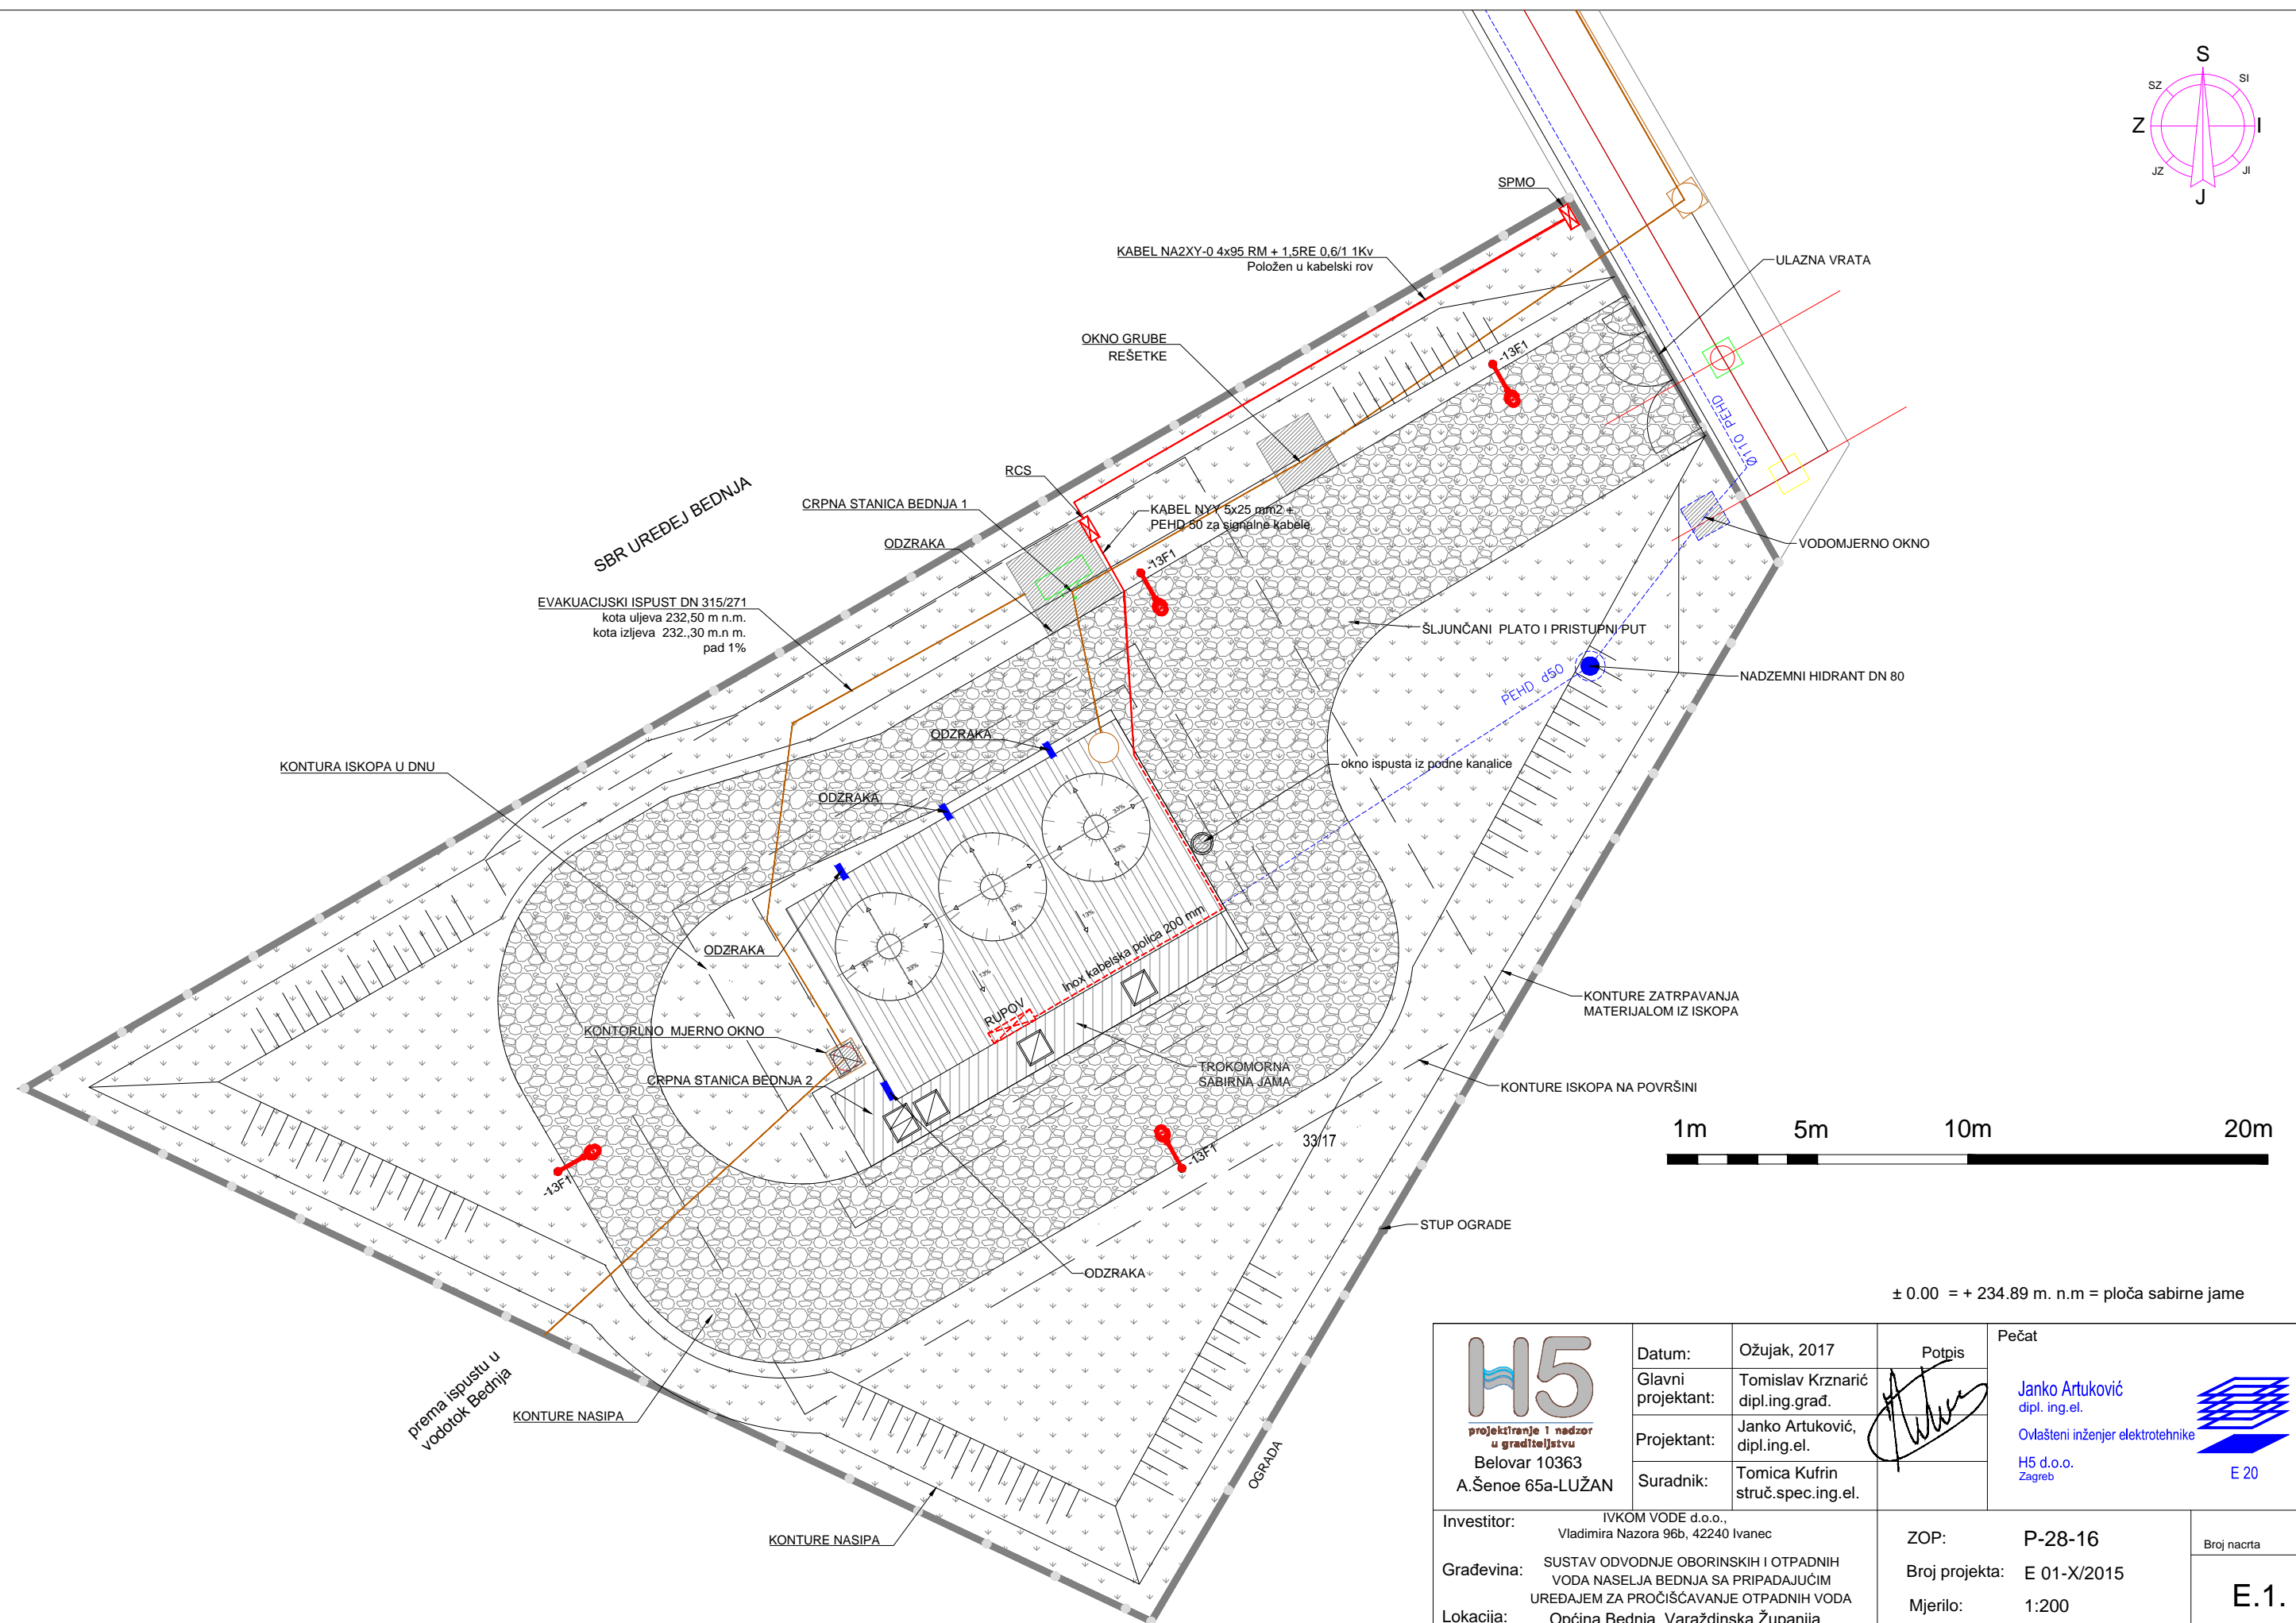 S
SZ
SI
Z
I
JZ
JI
J
SPMO
KABEL NA2XY-0 4x95 RM + 1,5RE 0,6/1 1Kv
Položen u kabelski rov
ULAZNA VRATA
OKNO GRUBE
REŠETKE
-13F1
Ø110 PEHD
RCS
SBR UREĐEJ BEDNJA
CRPNA STANICA BEDNJA 1
KABEL NYY 5x25 mm2 +
PEHD 50 za signalne kabele
ODZRAKA
VODOMJERNO OKNO
-13F1
EVAKUACIJSKI ISPUST DN 315/271
kota uljeva 232,50 m n.m.
kota izljeva 232.,30 m.n m.
pad 1%
ŠLJUNČANI PLATO I PRISTUPNI PUT
PEHD d50
NADZEMNI HIDRANT DN 80
ODZRAKA
KONTURA ISKOPA U DNU
okno ispusta iz podne kanalice
ODZRAKA
33%
33%
33%
13%
ODZRAKA
33%
33%
13%
Inox kabelska polica 200 mm
RUPOV
KONTURE ZATRPAVANJA
MATERIJALOM IZ ISKOPA
KONTORLNO MJERNO OKNO
TROKOMORNA
SABIRNA JAMA
CRPNA STANICA BEDNJA 2
KONTURE ISKOPA NA POVRŠINI
1m
5m
10m
20m
33/17
-13F1
-13F1
STUP OGRADE
ODZRAKA
± 0.00 = + 234.89 m. n.m = ploča sabirne jame
prema ispustu u
vodotok Bednja
KONTURE NASIPA
OGRADA
KONTURE NASIPA
H5
projektiranje i nadzor
u graditeljstvu
Belovar 10363
A.Šenoe 65a-LUŽAN
Datum:
Ožujak, 2017
Potpis
Pečat
Glavni
projektant:
Tomislav Krznarić
dipl.ing.građ.
Projektant:
Janko Artuković,
dipl.ing.el.
Suradnik:
Tomica Kufrin
struč.spec.ing.el.
Janko Artuković
dipl. ing.el.
Ovlašteni inženjer elektrotehnike
H5 d.o.o.
Zagreb
E 20
Investitor:
IVKOM VODE d.o.o.,
Vladimira Nazora 96b, 42240 Ivanec
Građevina:
SUSTAV ODVODNJE OBORINSKIH I OTPADNIH
VODA NASELJA BEDNJA SA PRIPADAJUĆIM
UREĐAJEM ZA PROČIŠĆAVANJE OTPADNIH VODA
Lokacija:
Općina Bednja, Varaždinska Županija
ZOP:
P-28-16
Broj projekta:
E 01-X/2015
Mjerilo:
1:200
Broj nacrta
E.1.